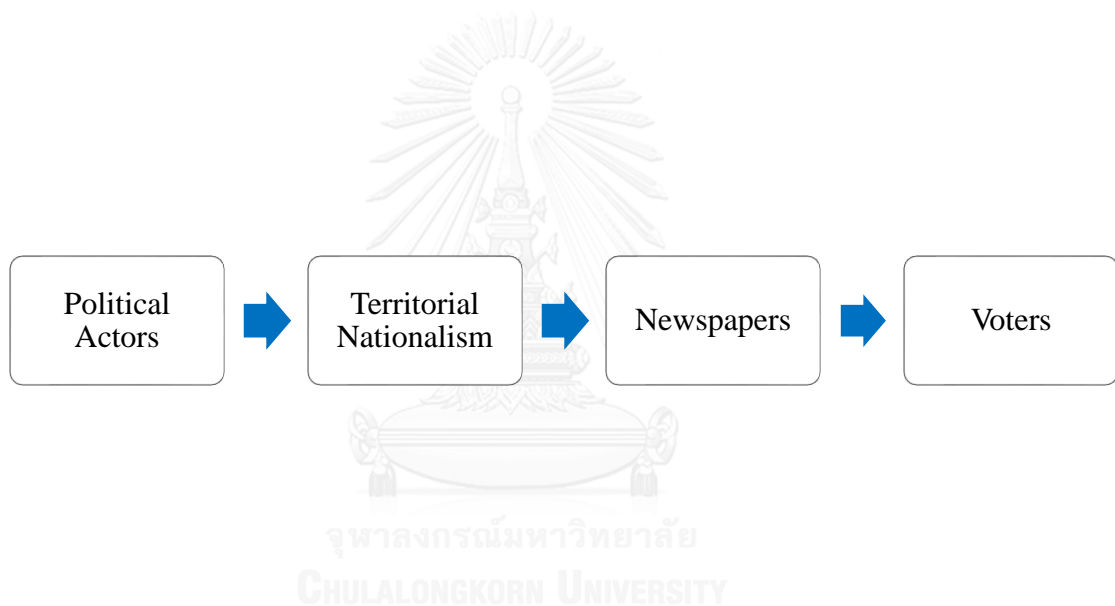 Political
Actors
Territorial
Nationalism
Newspapers
Voters
จุฬาลงกรณ์มหาวิทยาลัย
CHULALONGKORN UNIVERSITY